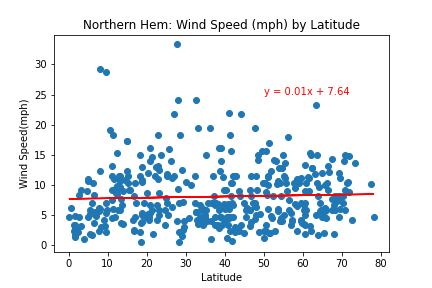 Northern Hem: Wind Speed (mph) by Latitude
30
25
20
15
10
5
0
Wind Speed(mph)
y = 0.01x + 7.64
0 10 20 30 40 50 60 70 80
Latitude